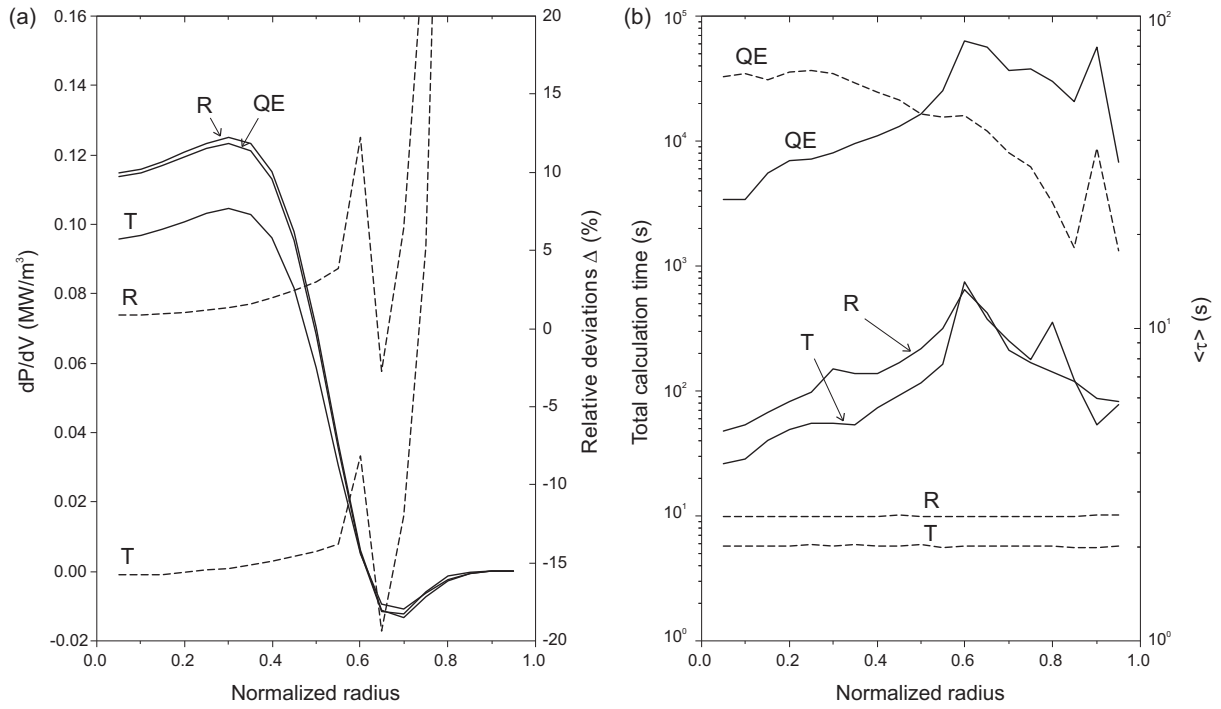 (a)
0.16
0.14
0.12
0.10
0.08
0.06
0.04
0.02
0.00
-0.02
dP/dV (MW/m³)
R
QE
T
R
T
20
15
10
5
0
-5
-10
-15
-20
Relative deviations Δ (%)
0.0
0.2
0.4
0.6
0.8
1.0
Normalized radius
(b)
10⁵
10⁴
10³
10²
10¹
10⁰
Total calculation time (s)
QE
QE
R
T
R
T
10²
10¹
10⁰
<τ> (s)
0.0
0.2
0.4
0.6
0.8
1.0
Normalized radius